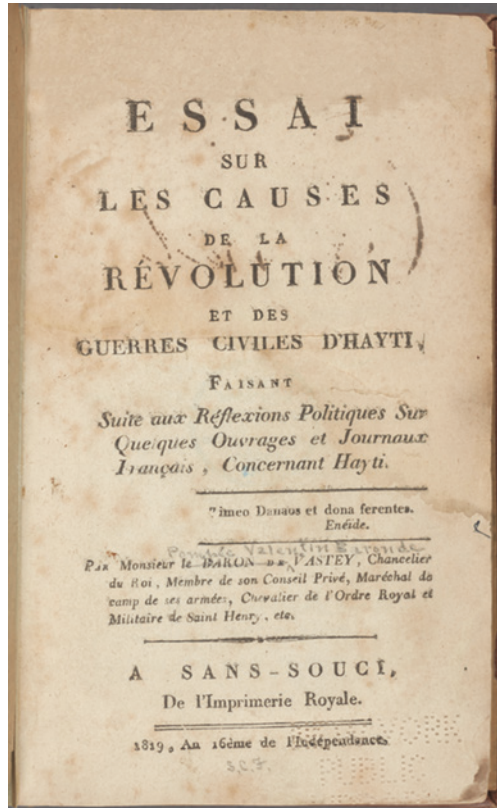 ESSAI
SUR
LES CAUSES
DE LA
RÉVOLUTION
ET DES
GUERRES CIVILES D'HAYTI,
FAISANT
Suite aux Réflexions Politiques Sur
Quelques Ouvrages et Journaux
Français, Concernant Hayti.
Timeo Danaos et dona ferentes.
Enéide.
Valentin
PAR Monsieur le BARON DE VASTEY, Chancelier
du Roi, Membre de son Conseil Privé, Maréchal de
camp de ses armées, Chevalier de l'Ordre Royal et
Militaire de Saint Henry, etc.
A SANS-SOUCI,
De l'Imprimerie Royale.
1819, An 16ème de l'Indépendance.